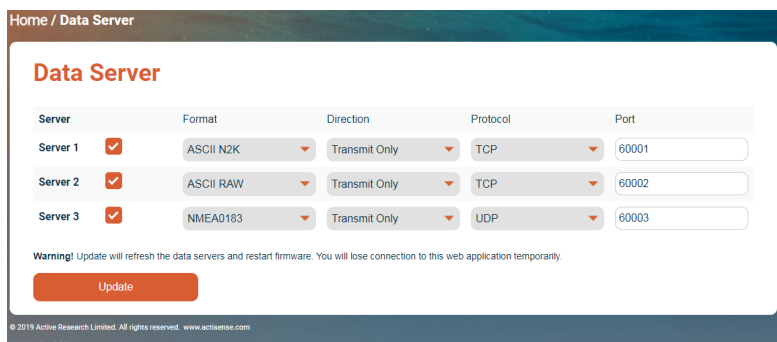 Home / Data Server
Data Server
Server Format Direction Protocol Port
Server 1 ASCII N2K Transmit Only TCP 60001
Server 2 ASCII RAW Transmit Only TCP 60002
Server 3 NMEA0183 Transmit Only UDP 60003
Warning! Update will refresh the data servers and restart firmware. You will lose connection to this web application temporarily.
Update
© 2019 Active Research Limited. All rights reserved. www.actisense.com